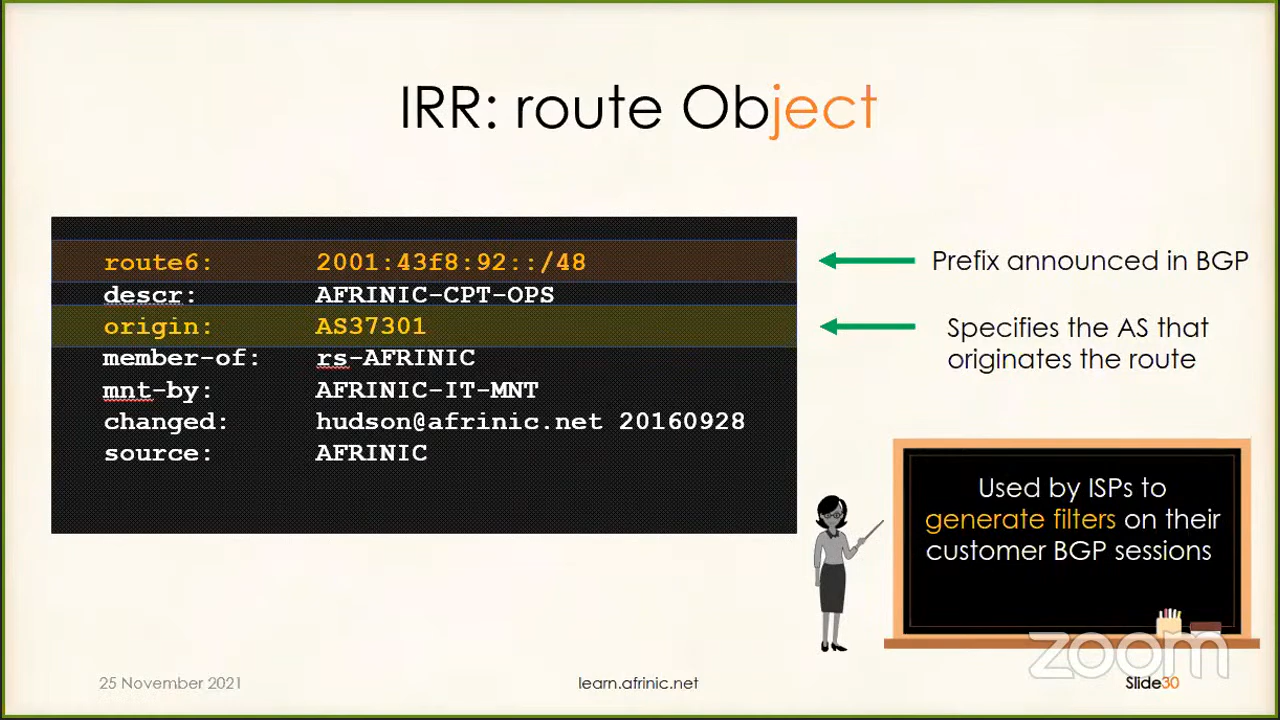 IRR: route Object
route6: 2001:43f8:92::/48
descr: AFRINIC-CPT-OPS
origin: AS37301
member-of: rs-AFRINIC
mnt-by: AFRINIC-IT-MNT
changed: hudson@afrinic.net 20160928
source: AFRINIC
Prefix announced in BGP
Specifies the AS that
originates the route
Used by ISPs to
generate filters on their
customer BGP sessions
zoom
25 November 2021
learn.afrinic.net
Slide30